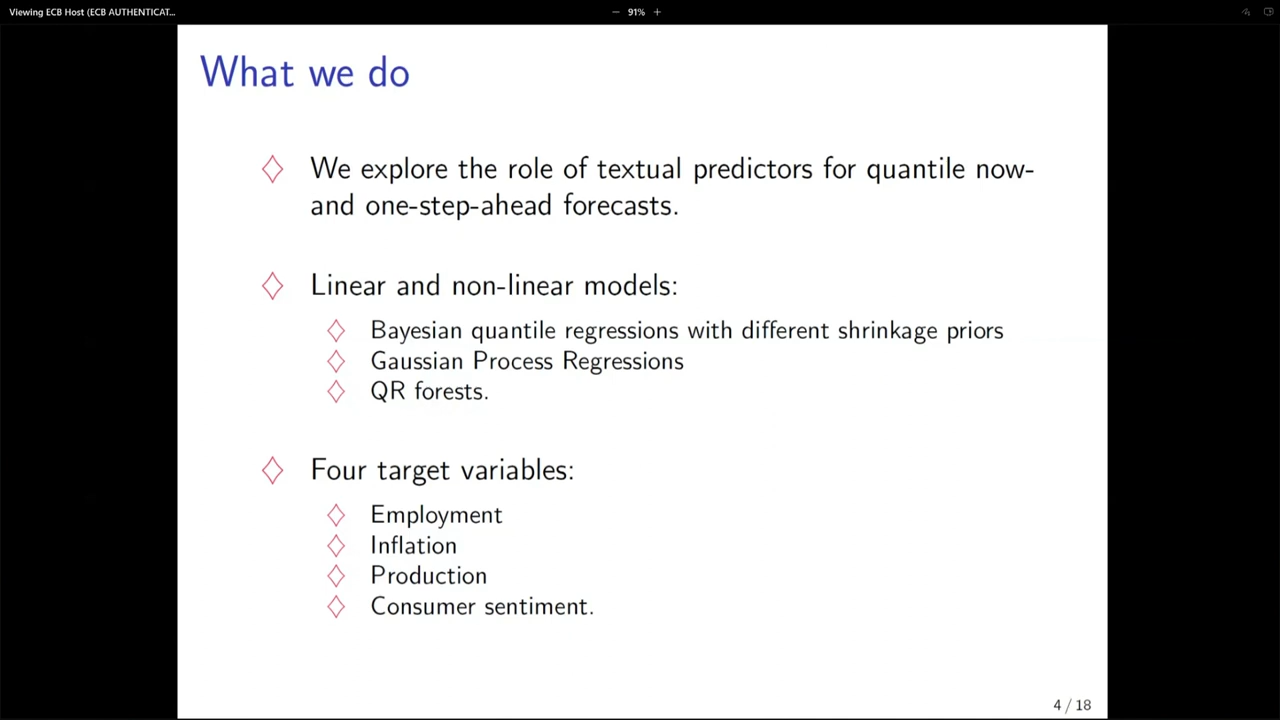 Viewing ECB Host (ECB AUTHENTICAT...
− 91% +
What we do
We explore the role of textual predictors for quantile now-
and one-step-ahead forecasts.
Linear and non-linear models:
Bayesian quantile regressions with different shrinkage priors
Gaussian Process Regressions
QR forests.
Four target variables:
Employment
Inflation
Production
Consumer sentiment.
4 / 18